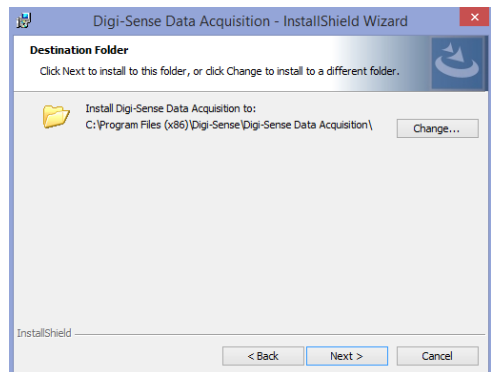 Digi-Sense Data Acquisition - InstallShield Wizard
Destination Folder
Click Next to install to this folder, or click Change to install to a different folder.
Install Digi-Sense Data Acquisition to:
C:\Program Files (x86)\Digi-Sense\Digi-Sense Data Acquisition\
Change...
InstallShield
< Back
Next >
Cancel